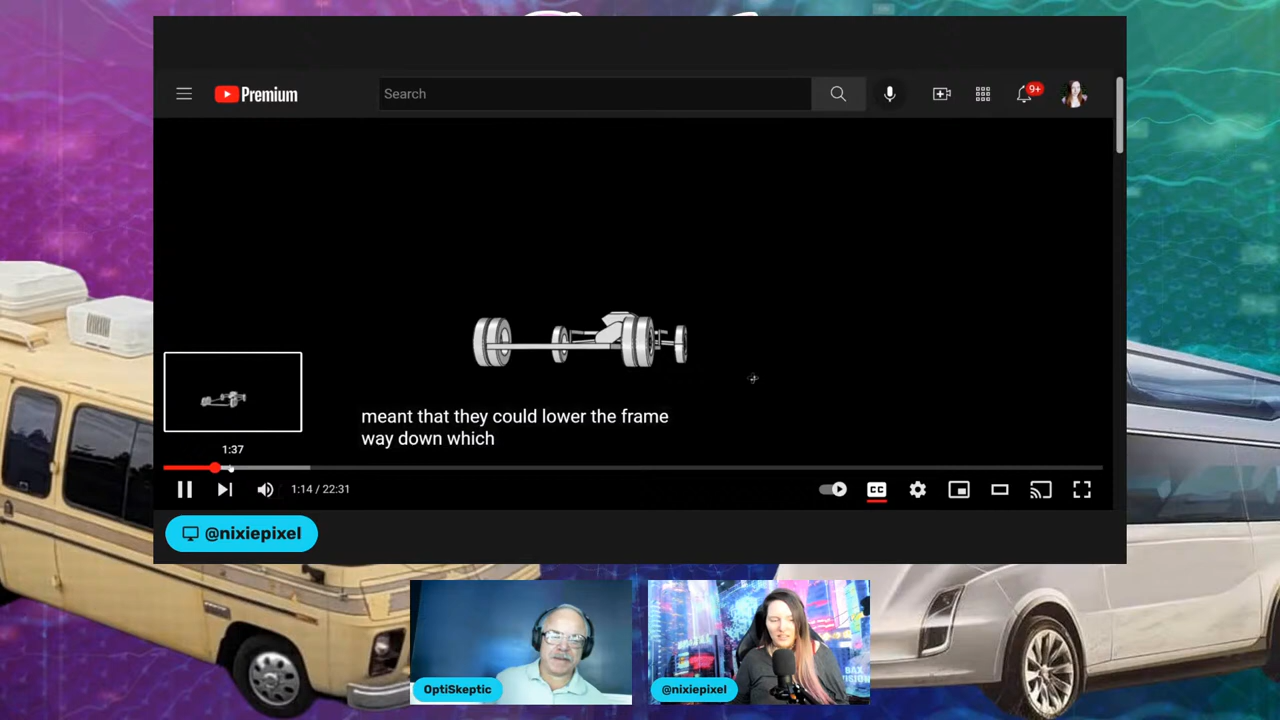 Premium
Search
9+
meant that they could lower the frame
way down which
1:37
1:14 / 22:31
CC
@nixiepixel
OptiSkeptic
@nixiepixel